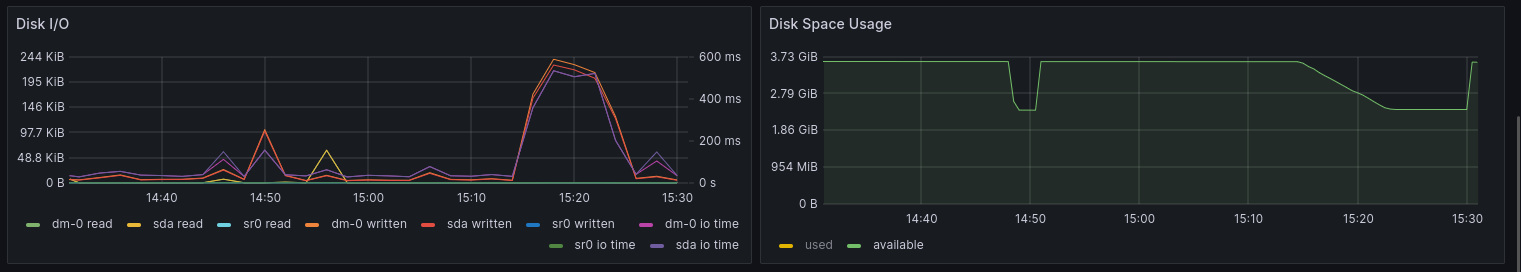 Disk I/O
244 KiB
195 KiB
146 KiB
97.7 KiB
48.8 KiB
0 B
600 ms
400 ms
200 ms
0 s
14:40 14:50 15:00 15:10 15:20 15:30
dm-0 read sda read sr0 read dm-0 written sda written sr0 written dm-0 io time
sr0 io time sda io time
Disk Space Usage
3.73 GiB
2.79 GiB
1.86 GiB
954 MiB
0 B
14:40 14:50 15:00 15:10 15:20 15:30
used available